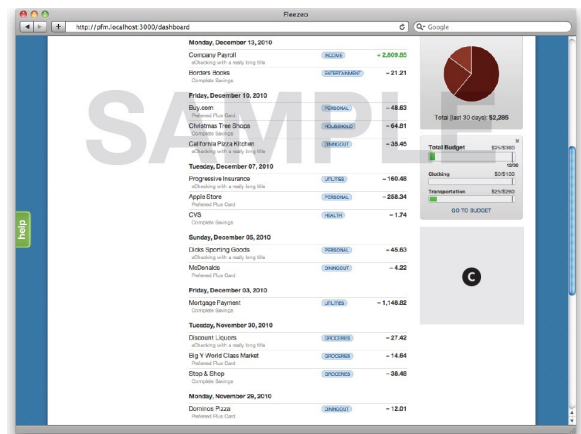 Fleezeo
http://pfm.localhost:3000/dashboard
Google
SAMPLE
help
Monday, December 13, 2010
Company Payroll INCOME + 2,609.85
eChecking with a really long title
Borders Books ENTERTAINMENT − 21.21
Complete Savings
Friday, December 10, 2010
Buy.com PERSONAL − 48.63
Preferred Plus Card
Christmas Tree Shops HOUSEHOLD − 64.81
Complete Savings
California Pizza Kitchen DININGOUT − 35.45
eChecking with a really long title
Tuesday, December 07, 2010
Progressive Insurance UTILITIES − 160.48
eChecking with a really long title
Apple Store PERSONAL − 258.34
Preferred Plus Card
CVS HEALTH − 1.74
Complete Savings
Sunday, December 05, 2010
Dicks Sporting Goods PERSONAL − 45.63
eChecking with a really long title
McDonalds DININGOUT − 4.22
Preferred Plus Card
Friday, December 03, 2010
Mortgage Payment UTILITIES − 1,148.82
Complete Savings
Tuesday, November 30, 2010
Discount Liquors GROCERIES − 27.42
eChecking with a really long title
Big Y World Class Market GROCERIES − 14.64
Preferred Plus Card
Stop & Shop GROCERIES − 38.48
Complete Savings
Monday, November 29, 2010
Dominos Pizza DININGOUT − 12.01
Preferred Plus Card
Total (last 30 days): $2,285
Total Budget
Clothing $0/$100
Transportation $25/$250
GO TO BUDGET
C